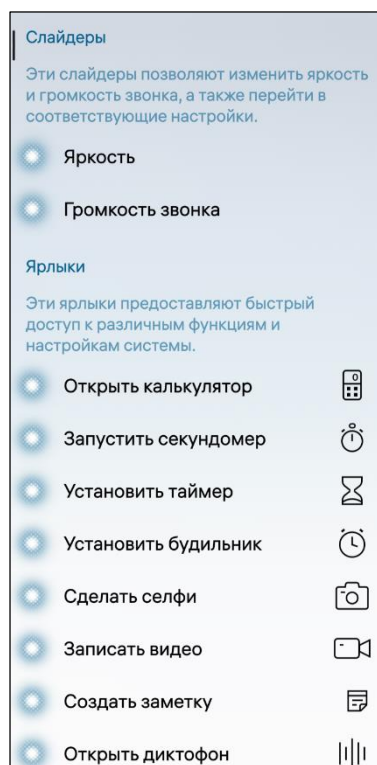 Слайдеры
Эти слайдеры позволяют изменить яркость
и громкость звонка, а также перейти в
соответствующие настройки.
Яркость
Громкость звонка
Ярлыки
Эти ярлыки предоставляют быстрый
доступ к различным функциям и
настройкам системы.
Открыть калькулятор
Запустить секундомер
Установить таймер
Установить будильник
Сделать селфи
Записать видео
Создать заметку
Открыть диктофон